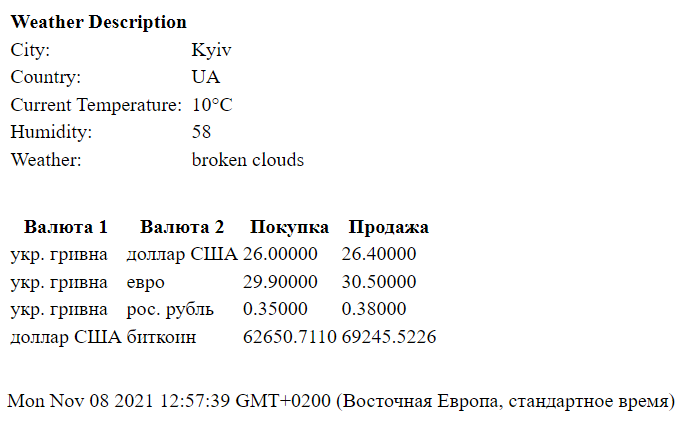 Weather Description
City: Kyiv
Country: UA
Current Temperature: 10°C
Humidity: 58
Weather: broken clouds
Валюта 1 Валюта 2 Покупка Продажа
укр. гривна доллар США 26.00000 26.40000
укр. гривна евро 29.90000 30.50000
укр. гривна рос. рубль 0.35000 0.38000
доллар США биткоин 62650.7110 69245.5226
Mon Nov 08 2021 12:57:39 GMT+0200 (Восточная Европа, стандартное время)